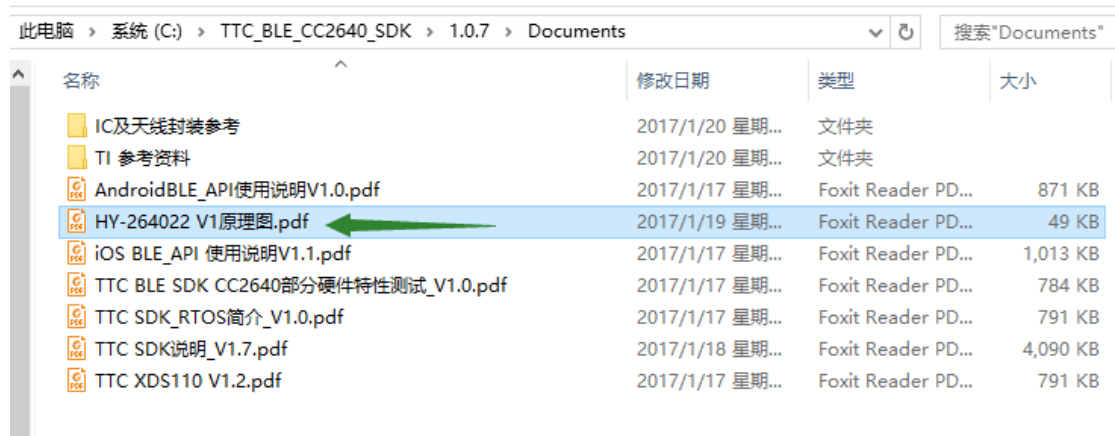 此电脑 > 系统 (C:) > TTC_BLE_CC2640_SDK > 1.0.7 > Documents 搜索"Documents"
名称 修改日期 类型 大小
IC及天线封装参考 2017/1/20 星期... 文件夹
TI 参考资料 2017/1/20 星期... 文件夹
AndroidBLE_API使用说明V1.0.pdf 2017/1/17 星期... Foxit Reader PD... 871 KB
HY-264022 V1原理图.pdf 2017/1/19 星期... Foxit Reader PD... 49 KB
iOS BLE_API 使用说明V1.1.pdf 2017/1/17 星期... Foxit Reader PD... 1,013 KB
TTC BLE SDK CC2640部分硬件特性测试_V1.0.pdf 2017/1/17 星期... Foxit Reader PD... 784 KB
TTC SDK_RTOS简介_V1.0.pdf 2017/1/17 星期... Foxit Reader PD... 791 KB
TTC SDK说明_V1.7.pdf 2017/1/18 星期... Foxit Reader PD... 4,090 KB
TTC XDS110 V1.2.pdf 2017/1/17 星期... Foxit Reader PD... 791 KB